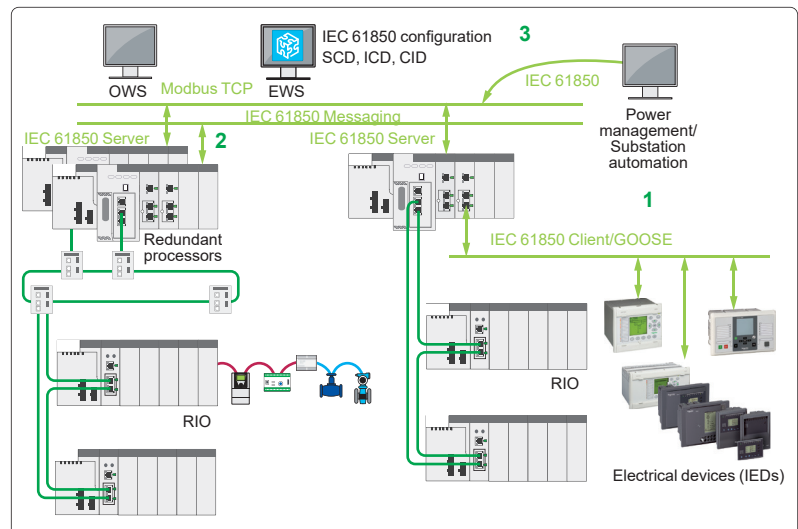 IEC 61850 configuration
SCD, ICD, CID
3
OWS
Modbus TCP
EWS
IEC 61850
IEC 61850 Messaging
IEC 61850 Server
2
IEC 61850 Server
Power
management/
Substation
automation
1
Redundant
processors
IEC 61850 Client/GOOSE
RIO
RIO
Electrical devices (IEDs)